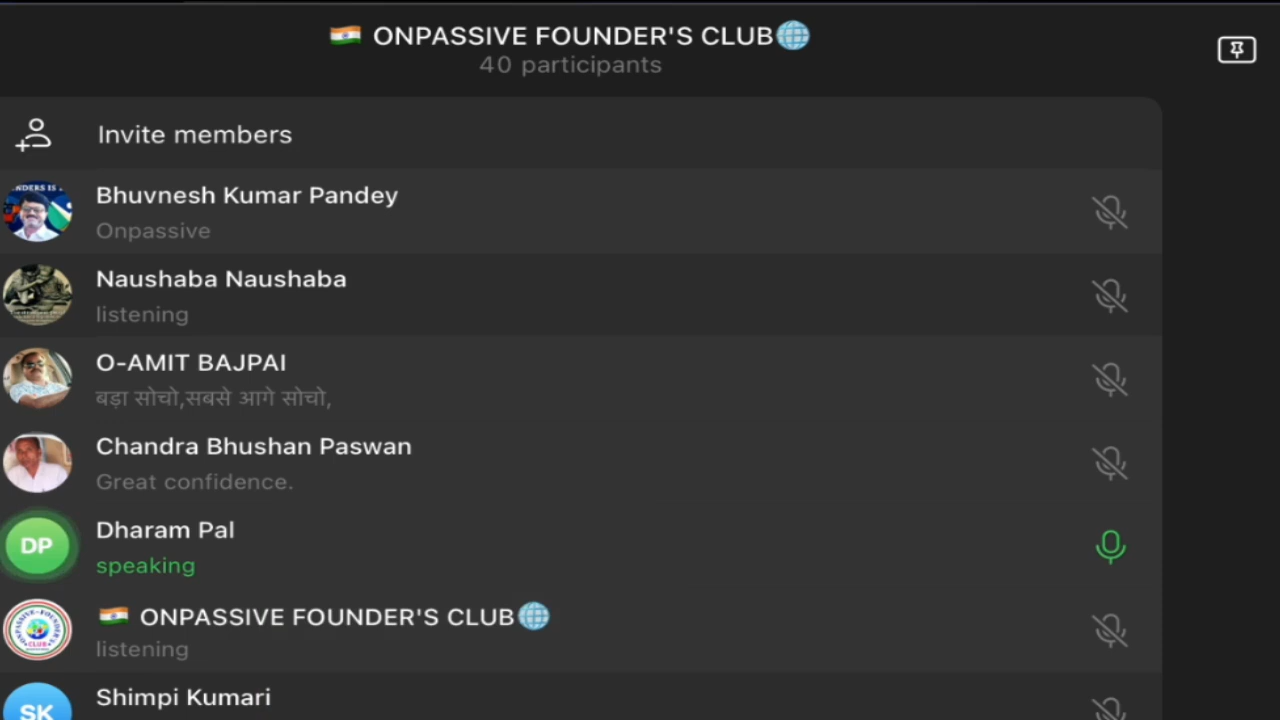 🇮🇳 ONPASSIVE FOUNDER'S CLUB🌐
40 participants
Invite members
Bhuvnesh Kumar Pandey
Onpassive
Naushaba Naushaba
listening
O-AMIT BAJPAI
बड़ा सोचो,सबसे आगे सोचो,
Chandra Bhushan Paswan
Great confidence.
DP
Dharam Pal
speaking
🇮🇳 ONPASSIVE FOUNDER'S CLUB🌐
listening
SK
Shimpi Kumari